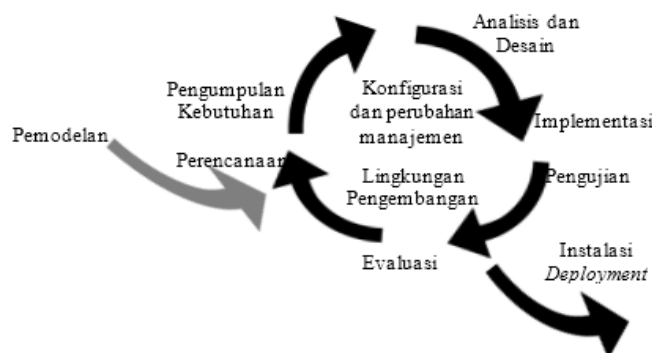 Analisis dan
Desain
Pengumpulan
Kebutuhan
Konfigurasi
dan perubahan
manajemen
Implementasi
Pemodelan
Perencanaan
Lingkungan
Pengembangan
Pengujian
Evaluasi
Instalasi
Deployment